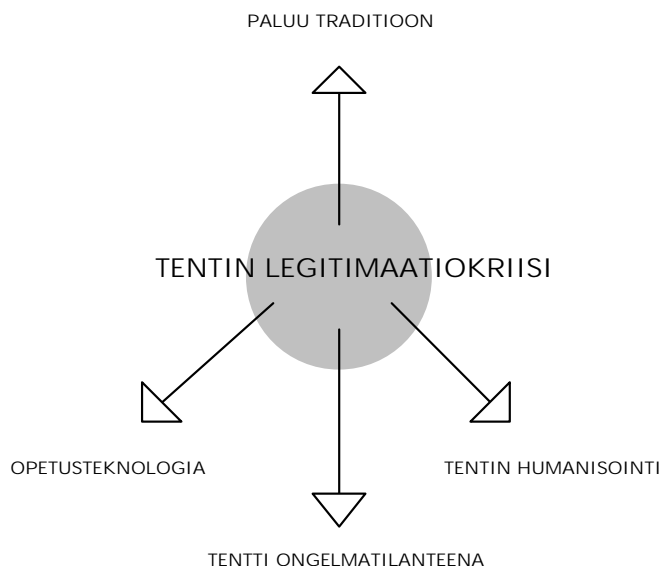 PALUU TRADITIOON
TENTIN LEGITIMAATIOKRIISI
OPETUSTEKNOLOGIA
TENTIN HUMANISOINTI
TENTTI ONGELMATILANTEENA